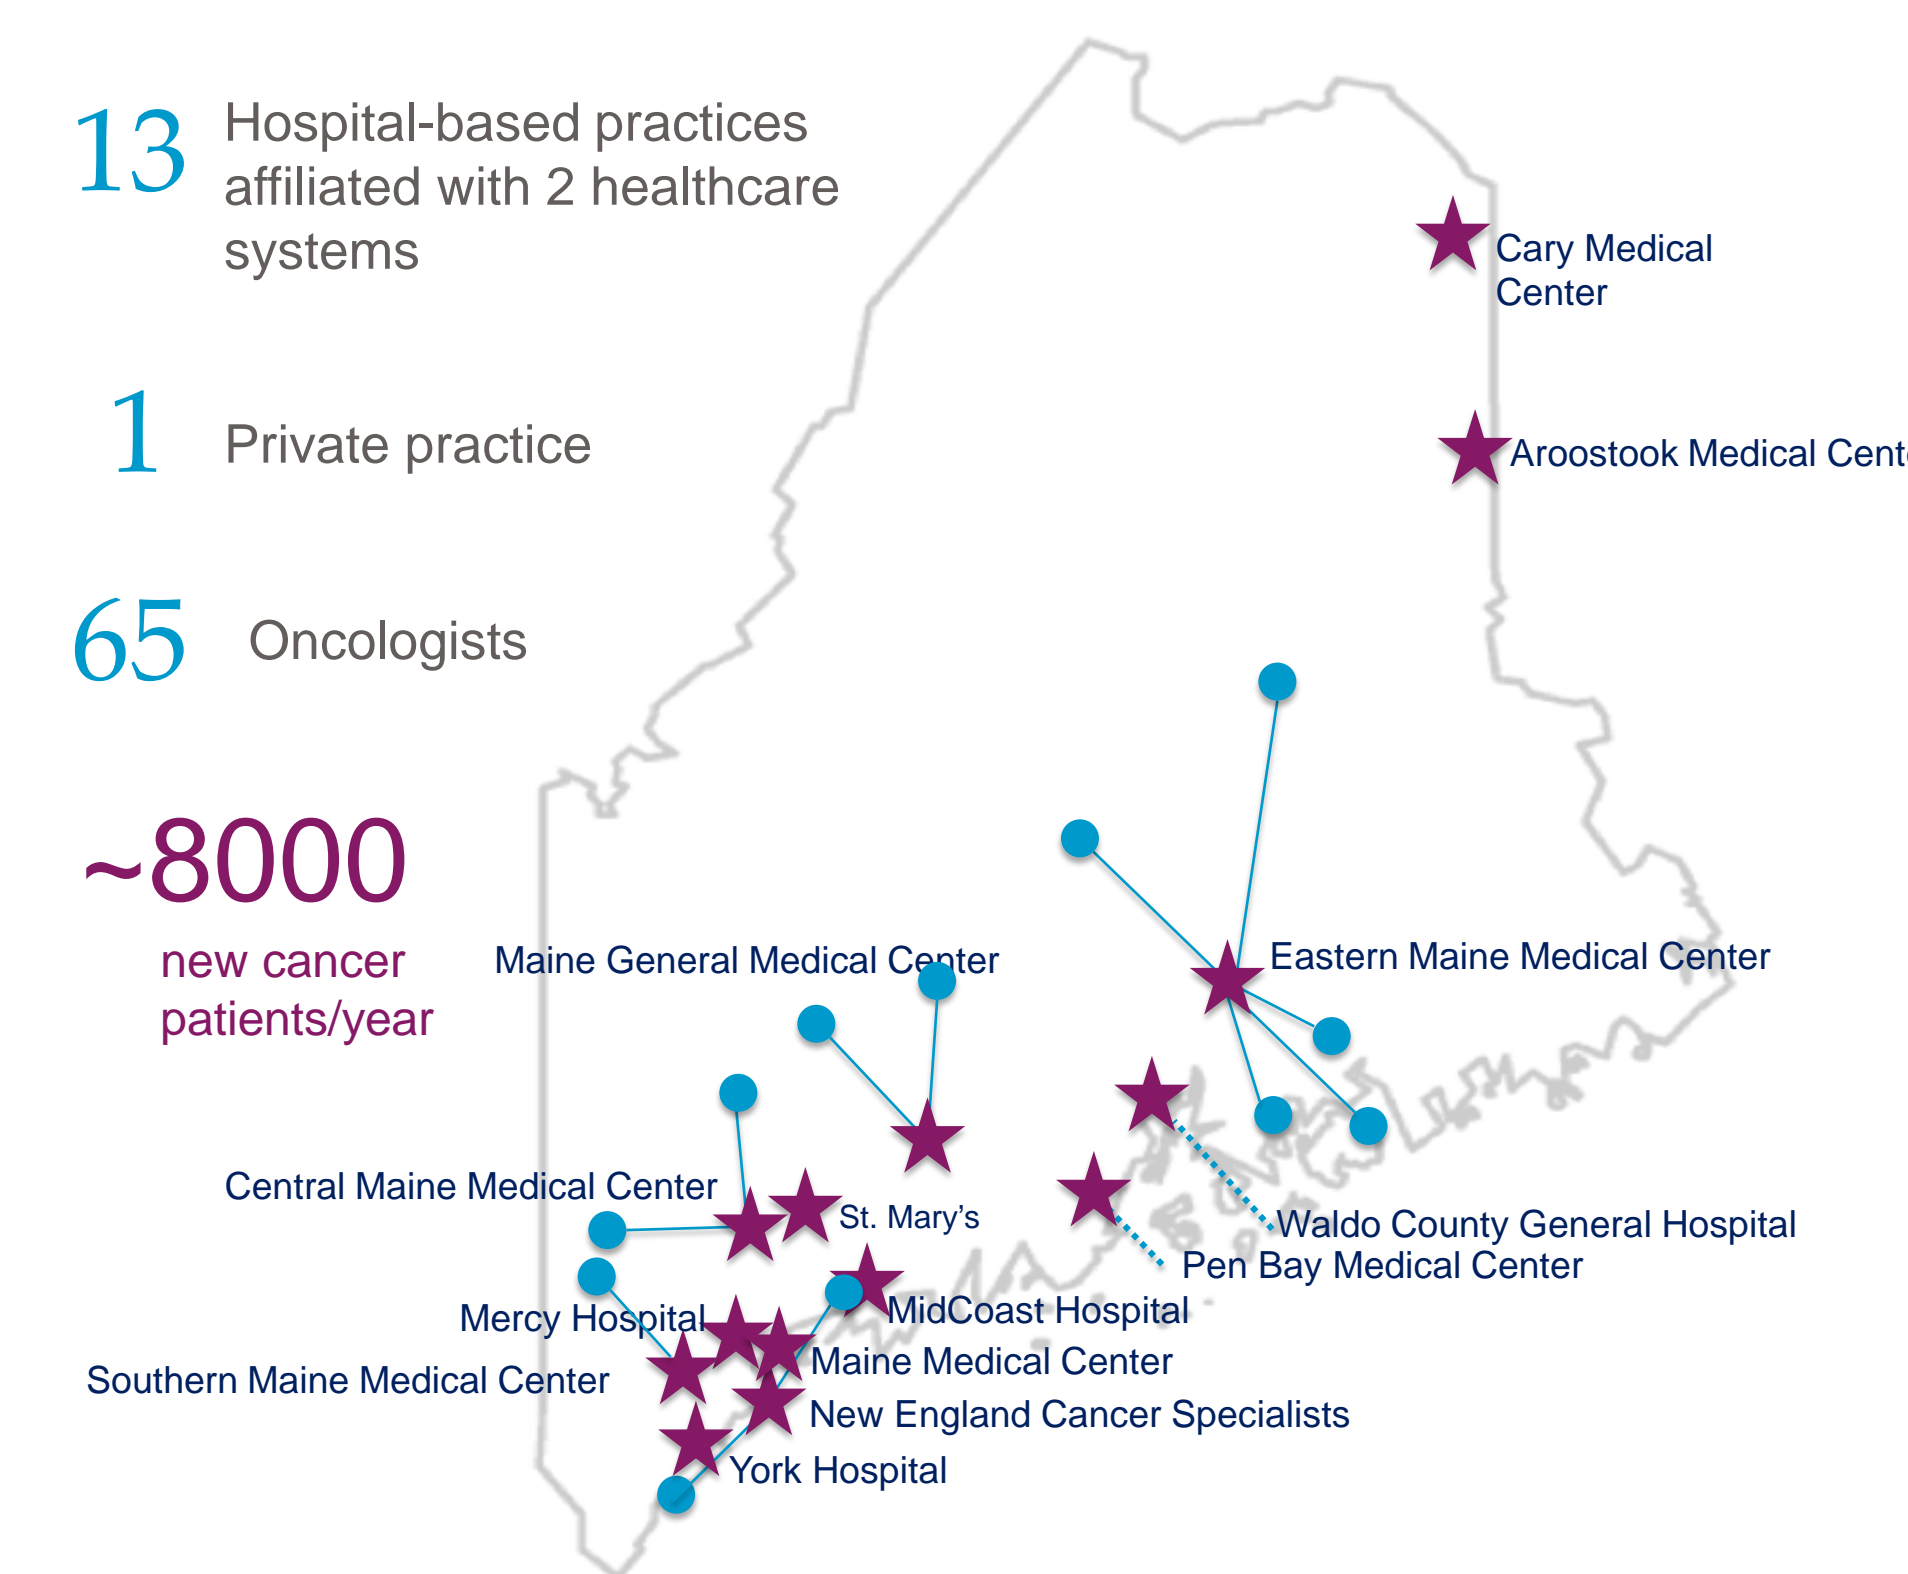 13
Hospital-based practices
affiliated with 2 healthcare
systems
1
Private practice
65
Oncologists
~8000
new cancer
patients/year
Cary Medical
Center
Aroostook Medical
Maine General Medical Center
Eastern Maine Medical Center
Central Maine Medical Center
St. Mary's
Waldo County General Hospital
Pen Bay Medical Center
Mercy Hospital
MidCoast Hospital
Southern Maine Medical Center
Maine Medical Center
New England Cancer Specialists
York Hospital